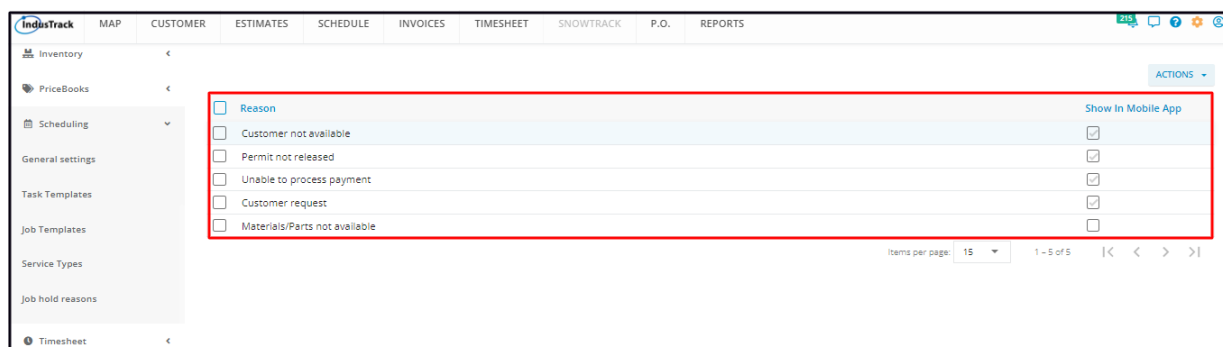 IndusTrack MAP CUSTOMER ESTIMATES SCHEDULE INVOICES TIMESHEET SNOWTRACK P.O. REPORTS 215
Inventory
ACTIONS
PriceBooks
Reason Show In Mobile App
Scheduling
Customer not available
General settings
Permit not released
Unable to process payment
Task Templates
Customer request
Job Templates
Materials/Parts not available
Items per page: 15 1 – 5 of 5
Service Types
Job hold reasons
Timesheet